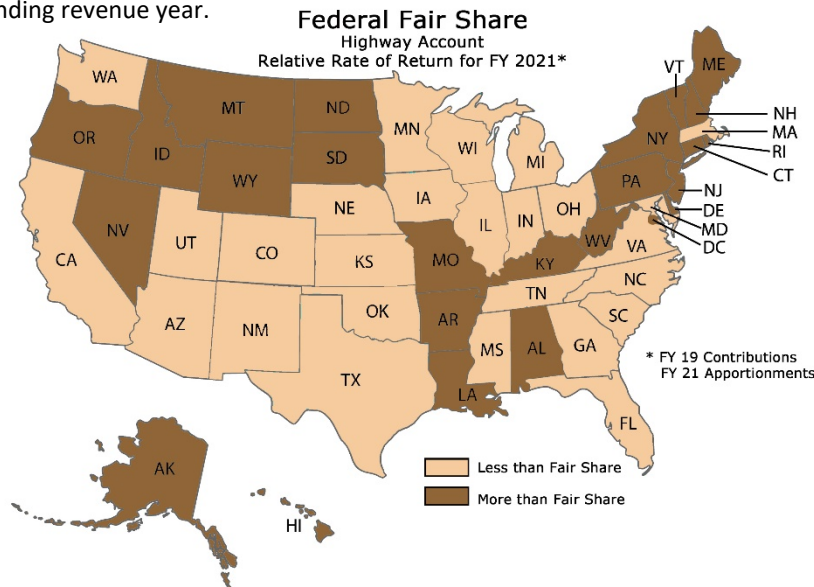 nding revenue year.
Federal Fair Share
Highway Account
Relative Rate of Return for FY 2021*
WA
OR
CA
NV
ID
MT
WY
UT
AZ
CO
NM
ND
SD
NE
KS
OK
TX
MN
IA
MO
AR
LA
WI
IL
MI
IN
OH
KY
TN
MS
AL
GA
FL
SC
NC
VA
WV
PA
NY
VT
ME
NH
MA
RI
CT
NJ
DE
MD
DC
* FY 19 Contributions
FY 21 Apportionments
AK
HI
Less than Fair Share
More than Fair Share